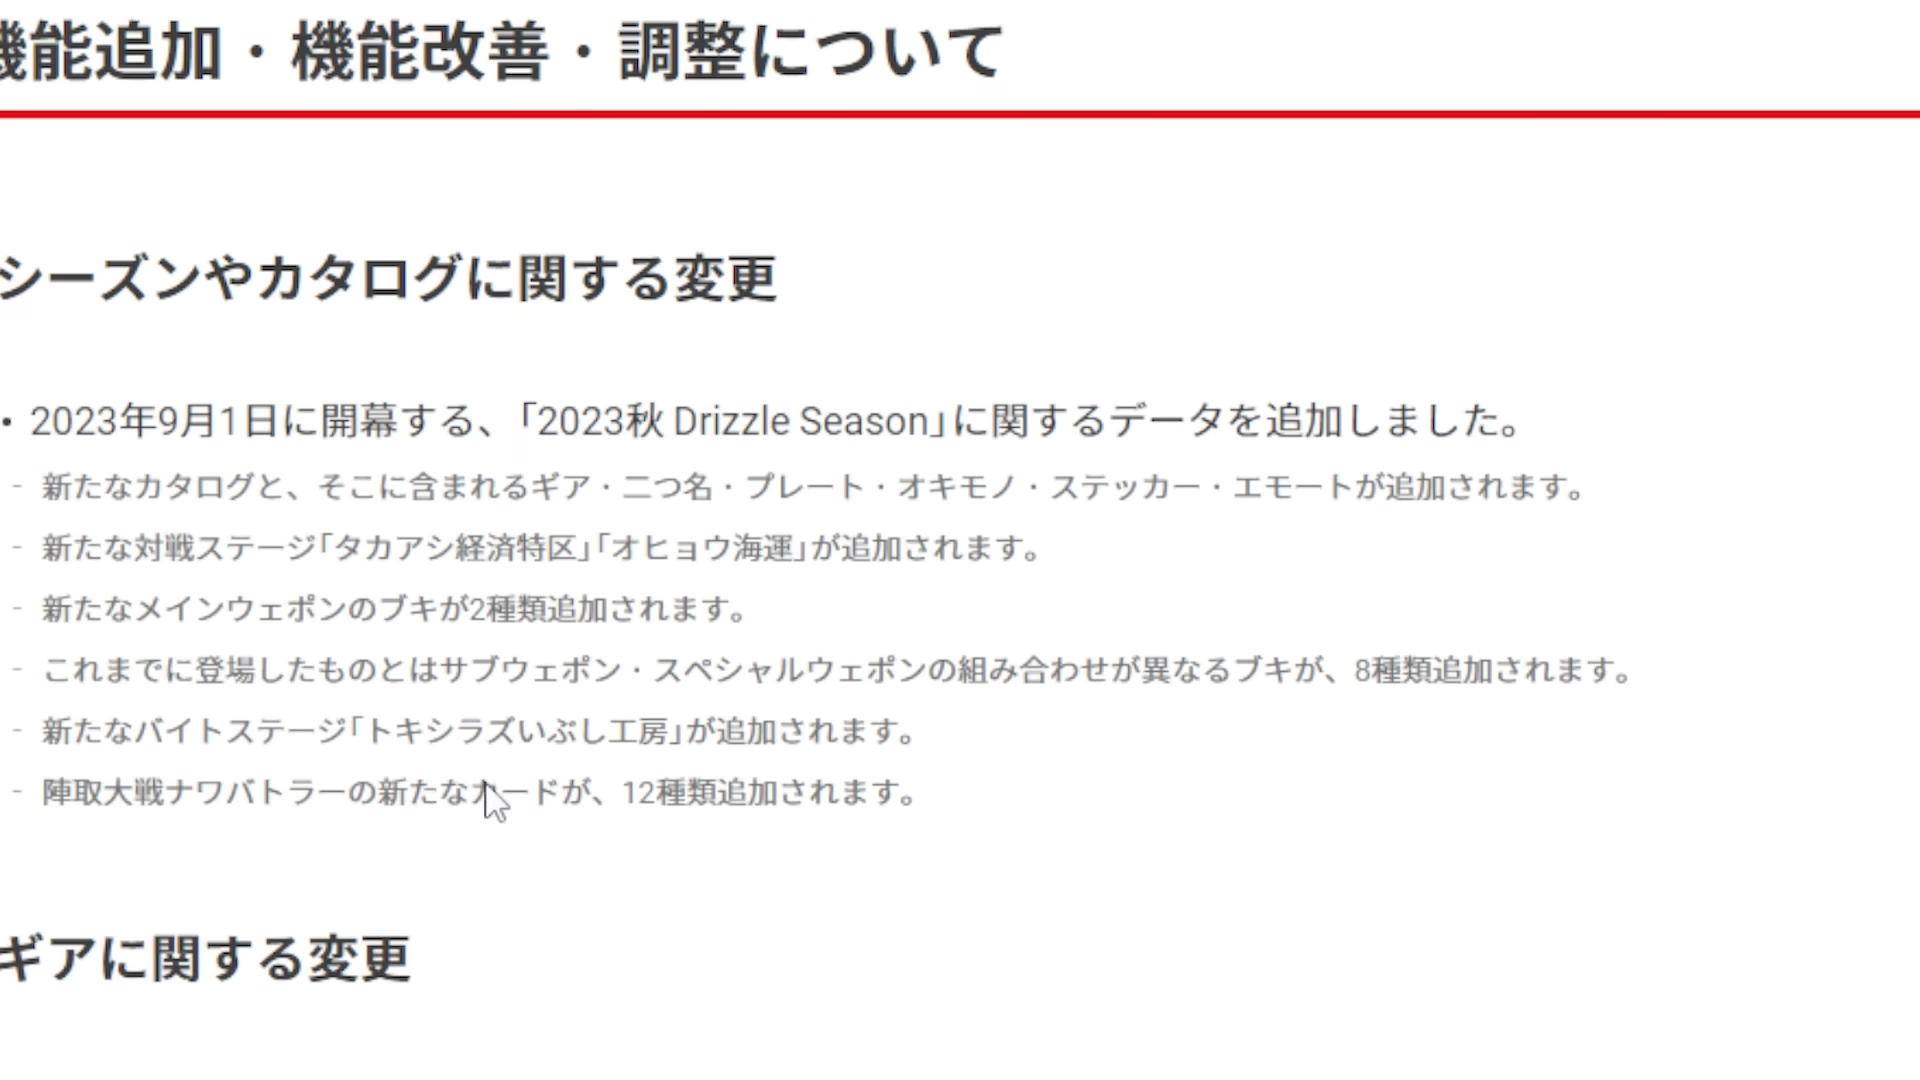 機能追加・機能改善・調整について
シーズンやカタログに関する変更
・2023年9月1日に開幕する、「2023秋 Drizzle Season」に関するデータを追加しました。
- 新たなカタログと、そこに含まれるギア・二つ名・プレート・オキモノ・ステッカー・エモートが追加されます。
- 新たな対戦ステージ「タカアシ経済特区」「オヒョウ海運」が追加されます。
- 新たなメインウェポンのブキが2種類追加されます。
- これまでに登場したものとはサブウェポン・スペシャルウェポンの組み合わせが異なるブキが、8種類追加されます。
- 新たなバイトステージ「トキシラズいぶし工房」が追加されます。
- 陣取大戦ナワバトラーの新たなカードが、12種類追加されます。
ギアに関する変更